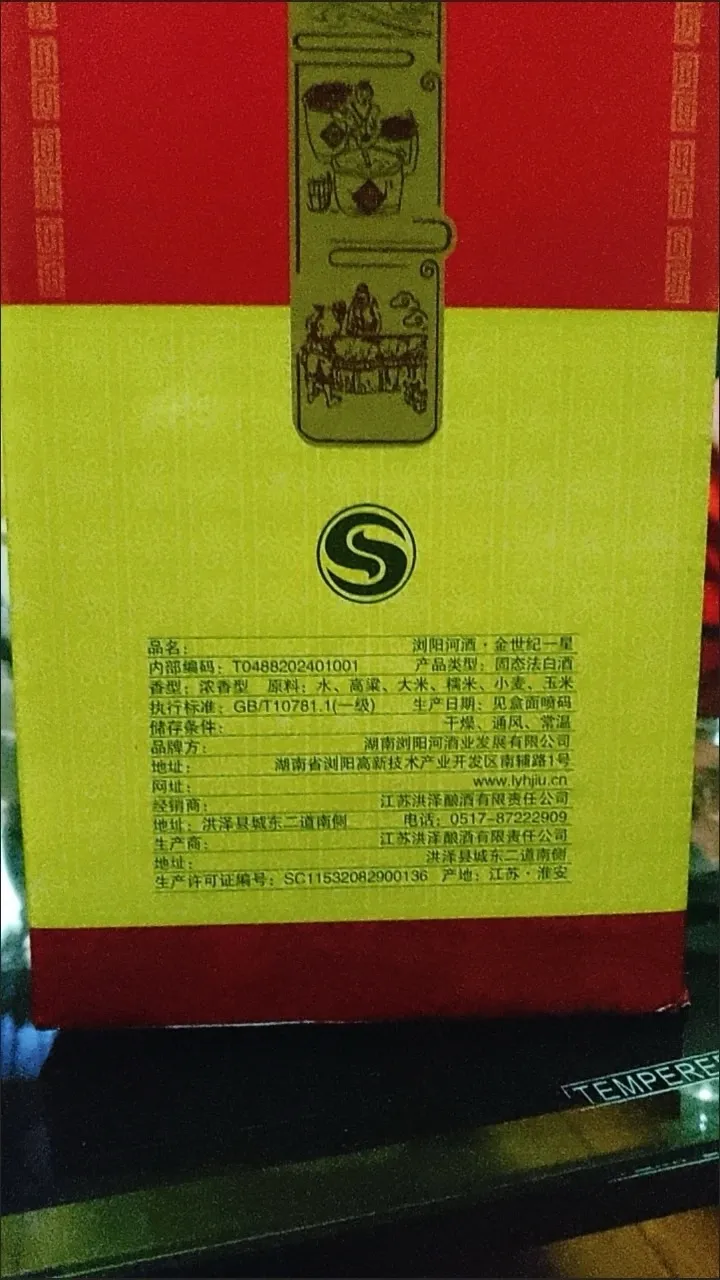 品名： 浏阳河酒·金世纪一星
内部编码：T0488202401001 产品类型：固态法白酒
香型：浓香型 原料：水、高粱、大米、糯米、小麦、玉米
执行标准：GB/T10781.1(一级) 生产日期：见盒面喷码
储存条件： 干燥、通风、常温
品牌方： 湖南浏阳河酒业发展有限公司
地址： 湖南省浏阳高新技术产业开发区南辅路1号
网址： www.lyhjiu.cn
经销商： 江苏洪泽酿酒有限责任公司
地址：洪泽县城东二道南侧 电话：0517-87222909
生产商： 江苏洪泽酿酒有限责任公司
地址： 洪泽县城东二道南侧
生产许可证编号：SC11532082900136 产地：江苏·淮安
TEMPERE